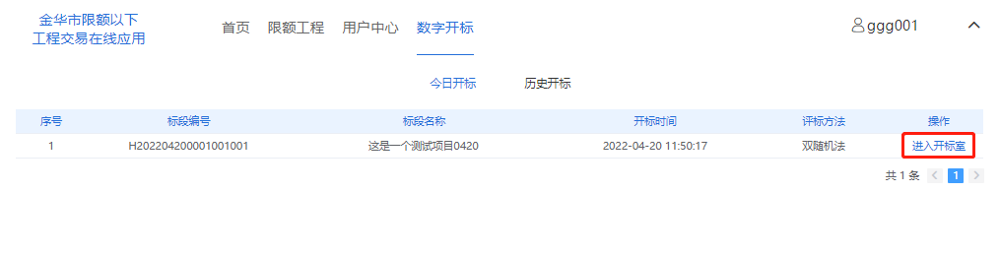 金华市限额以下
工程交易在线应用
首页 限额工程 用户中心 数字开标
ggg001
今日开标 历史开标
序号 标段编号 标段名称 开标时间 评标方法 操作
1 H202204200001001001 这是一个测试项目0420 2022-04-20 11:50:17 双随机法 进入开标室
共 1 条 < 1 >